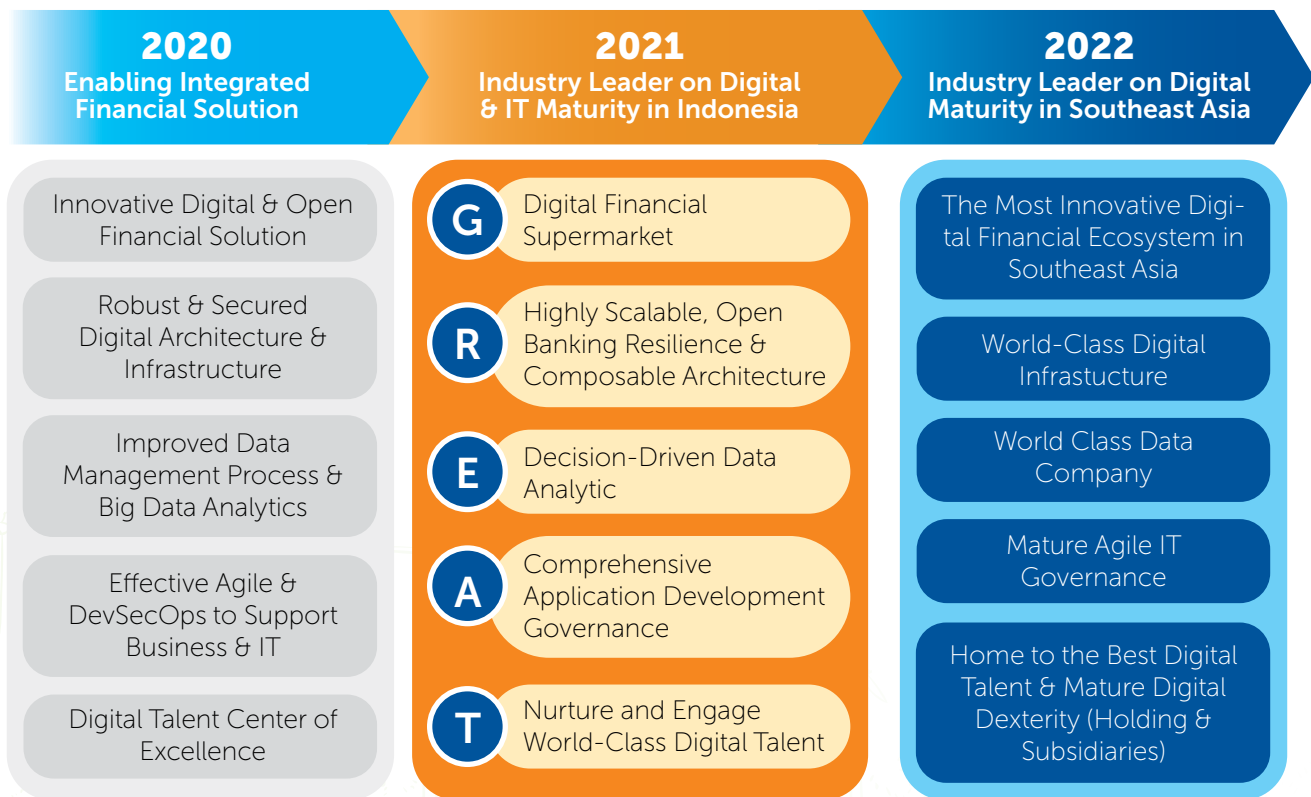 2020
Enabling Integrated
Financial Solution
2021
Industry Leader on Digital
& IT Maturity in Indonesia
2022
Industry Leader on Digital
Maturity in Southeast Asia
Innovative Digital & Open
Financial Solution
Robust & Secured
Digital Architecture &
Infrastructure
Improved Data
Management Process &
Big Data Analytics
Effective Agile &
DevSecOps to Support
Business & IT
Digital Talent Center of
Excellence
G
Digital Financial
Supermarket
R
Highly Scalable, Open
Banking Resilience &
Composable Architecture
E
Decision-Driven Data
Analytic
A
Comprehensive
Application Development
Governance
T
Nurture and Engage
World-Class Digital Talent
The Most Innovative Digi-
tal Financial Ecosystem in
Southeast Asia
World-Class Digital
Infrastucture
World Class Data
Company
Mature Agile IT
Governance
Home to the Best Digital
Talent & Mature Digital
Dexterity (Holding &
Subsidiaries)